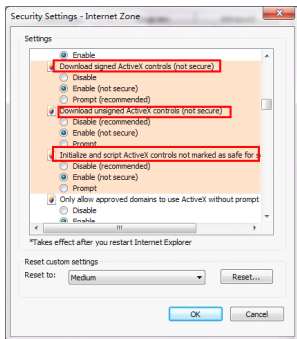 Security Settings - Internet Zone
Settings
Enable
Download signed ActiveX controls (not secure)
Disable
Enable (not secure)
Prompt (recommended)
Download unsigned ActiveX controls (not secure)
Disable (recommended)
Enable (not secure)
Prompt
Initialize and script ActiveX controls not marked as safe for s
Disable (recommended)
Enable (not secure)
Prompt
Only allow approved domains to use ActiveX without prompt
Disable
Enable
*Takes effect after you restart Internet Explorer
Reset custom settings
Reset to: Medium Reset...
OK Cancel